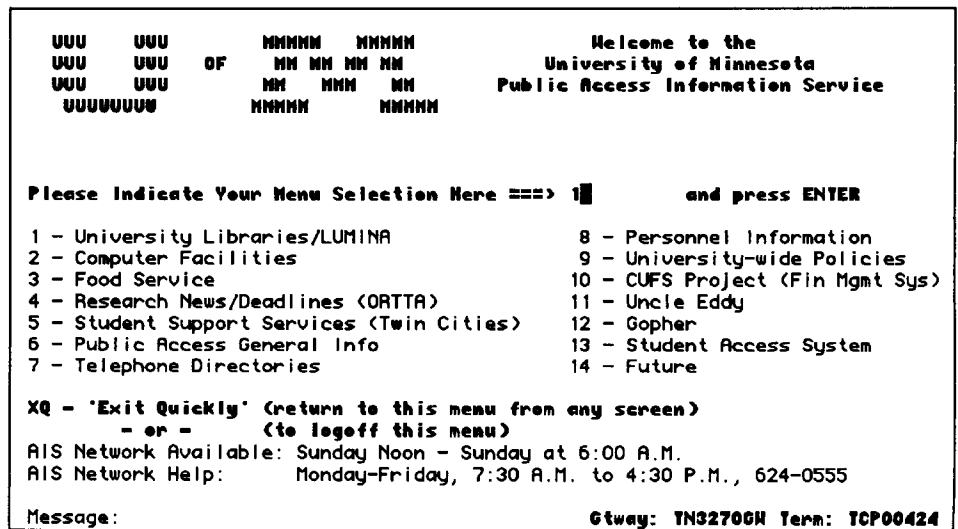 UUU UUU MMMMM MMMMM Welcome to the
UUU UUU OF MM MM MM MM University of Minnesota
UUU UUU MM MMM MM Public Access Information Service
UUUUUUUU MMMMM MMMMM
Please Indicate Your Menu Selection Here ===> 1 and press ENTER
1 - University Libraries/LUMINA 8 - Personnel Information
2 - Computer Facilities 9 - University-wide Policies
3 - Food Service 10 - CUFS Project (Fin Mgmt Sys)
4 - Research News/Deadlines (ORTTA) 11 - Uncle Eddy
5 - Student Support Services (Twin Cities) 12 - Gopher
6 - Public Access General Info 13 - Student Access System
7 - Telephone Directories 14 - Future
XQ - 'Exit Quickly' (return to this menu from any screen)
- or - (to logoff this menu)
AIS Network Available: Sunday Noon - Sunday at 6:00 A.M.
AIS Network Help: Monday-Friday, 7:30 A.M. to 4:30 P.M., 624-0555
Message: Gtway: TN3270GW Term: TCP00424